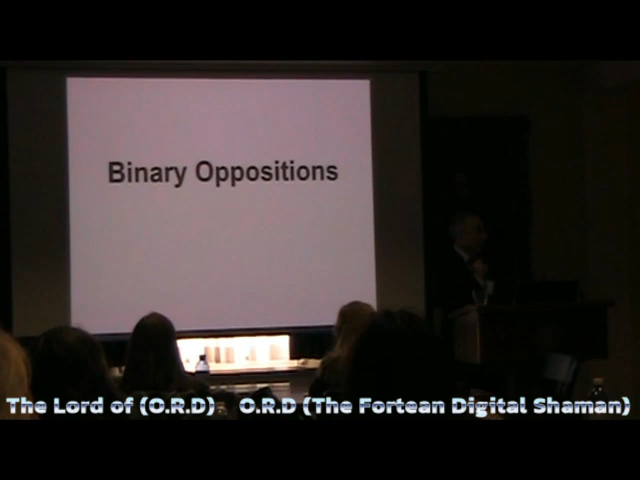 Binary Oppositions
The Lord of (O.R.D) O.R.D (The Fortean Digital Shaman)